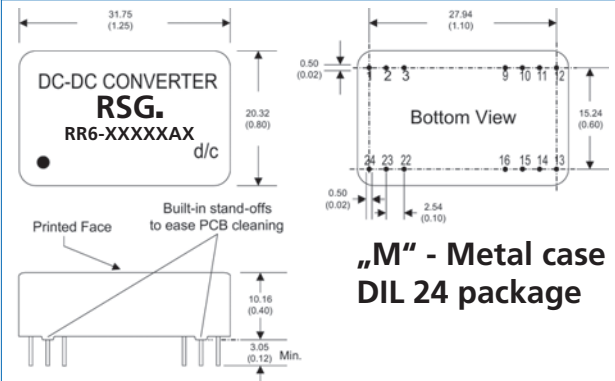 31.75
(1.25)
DC-DC CONVERTER
RSG.
RR6-XXXXXAX
d/c
20.32
(0.80)
27.94
(1.10)
0.50
(0.02)
1 2 3 9 10 11 12
Bottom View
15.24
(0.60)
24 23 22 16 15 14 13
0.50
(0.02)
2.54
(0.10)
Printed Face
Built-in stand-offs
to ease PCB cleaning
10.16
(0.40)
3.05
(0.12) Min.
„M“ - Metal case
DIL 24 package